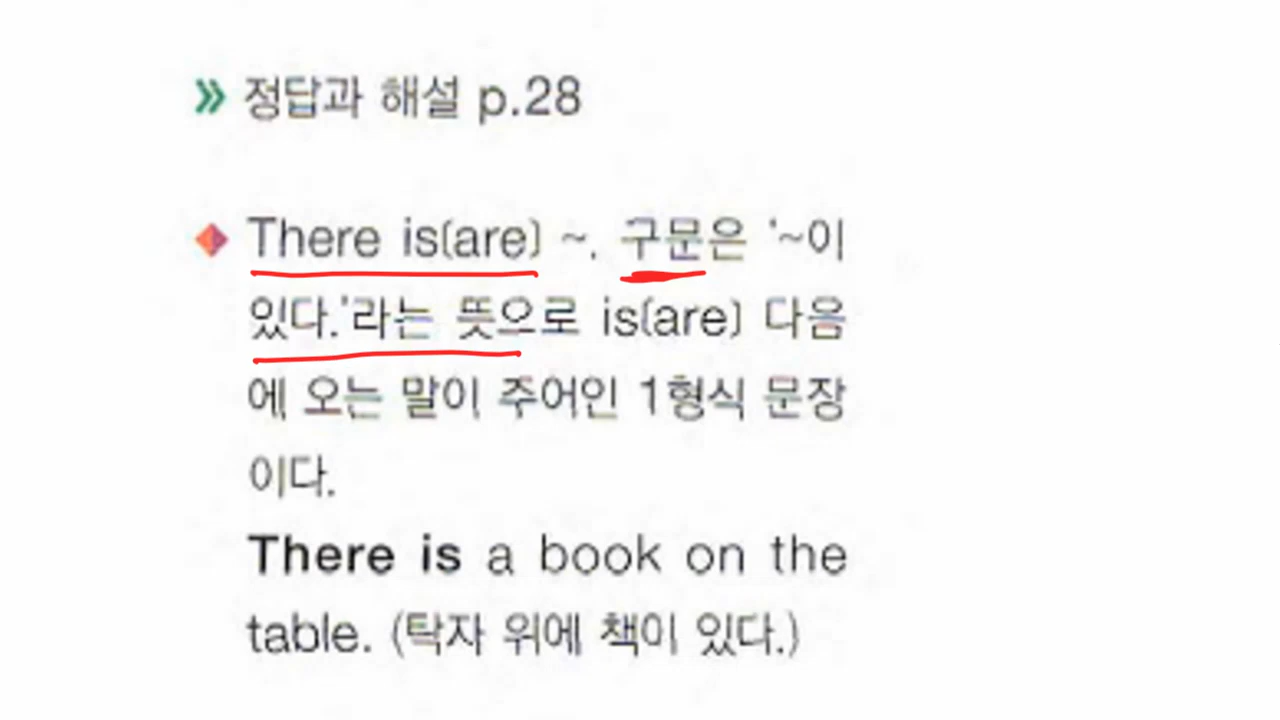 » 정답과 해설 p.28
◆ There is(are) ~. 구문은 '~이
있다.'라는 뜻으로 is(are) 다음
에 오는 말이 주어인 1형식 문장
이다.
There is a book on the
table. (탁자 위에 책이 있다.)